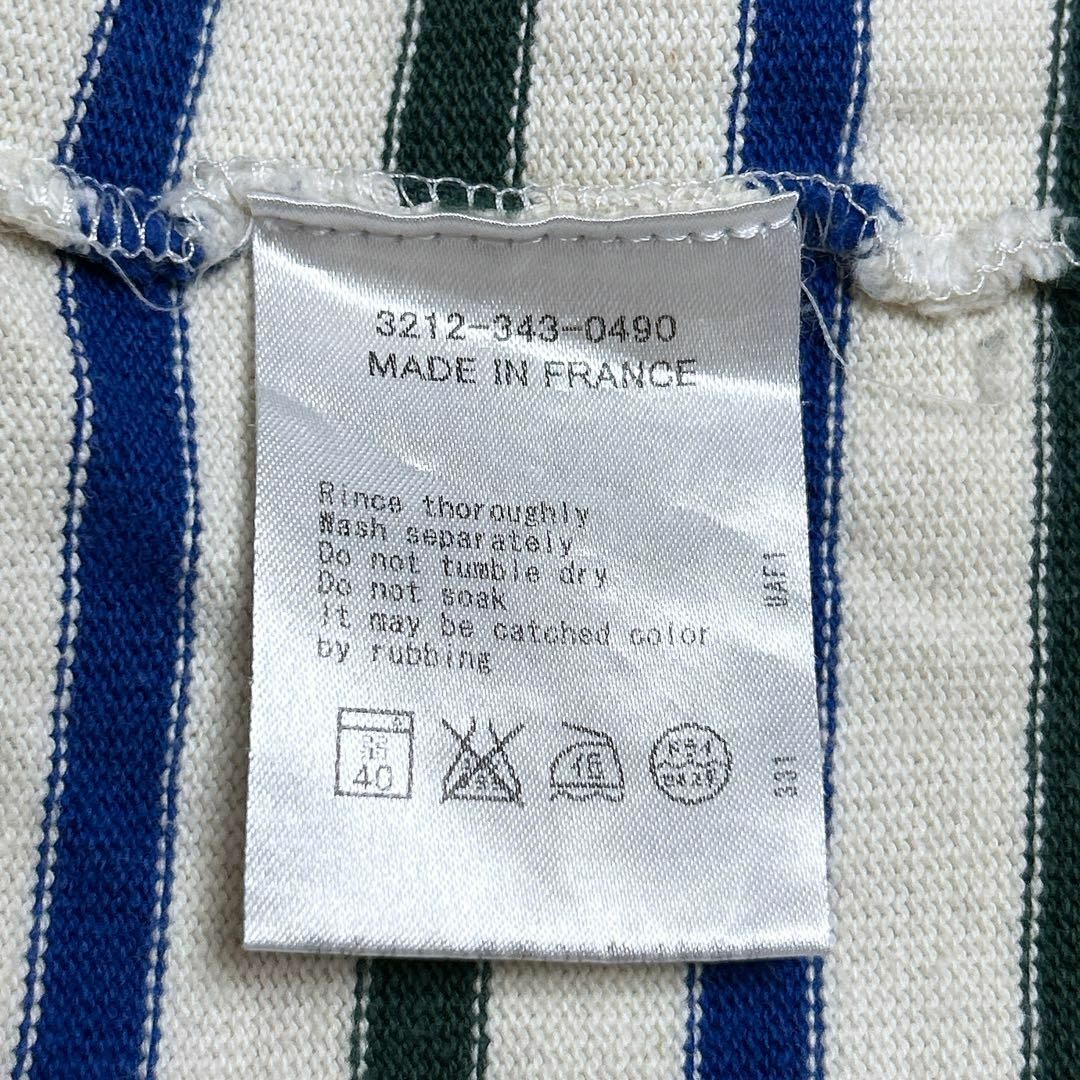 3212-343-0490
MADE IN FRANCE
Rince thoroughly
Wash separately
Do not tumble dry
Do not soak
It may be catched color
by rubbing
UAF1
40